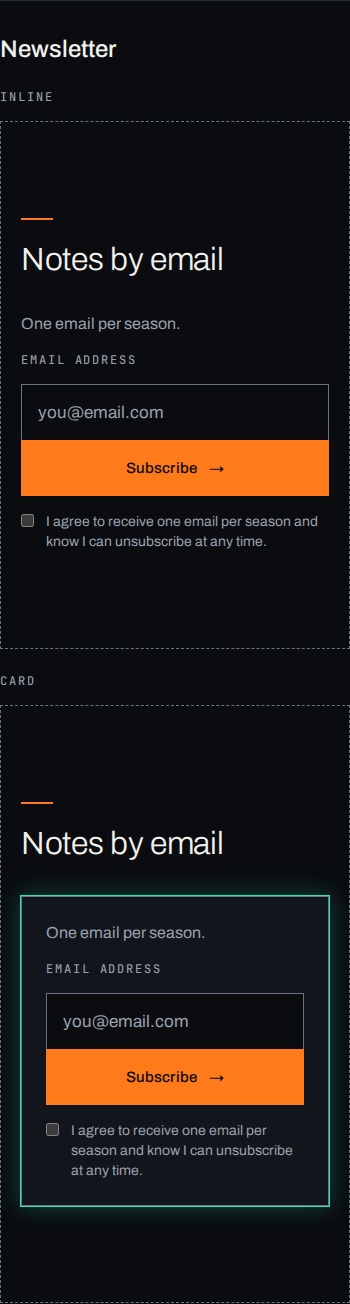 Newsletter
INLINE
Notes by email
One email per season.
EMAIL ADDRESS
you@email.com
Subscribe →
I agree to receive one email per season and
know I can unsubscribe at any time.
CARD
Notes by email
One email per season.
EMAIL ADDRESS
you@email.com
Subscribe →
I agree to receive one email per
season and know I can unsubscribe
at any time.